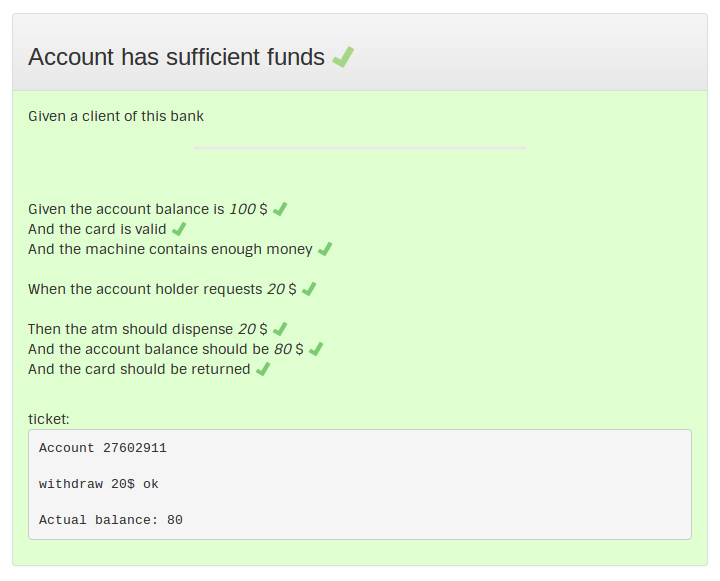 Account has sufficient funds
Given a client of this bank
Given the account balance is 100 $
And the card is valid
And the machine contains enough money
When the account holder requests 20 $
Then the atm should dispense 20 $
And the account balance should be 80 $
And the card should be returned
ticket:
Account 27602911
withdraw 20$ ok
Actual balance: 80